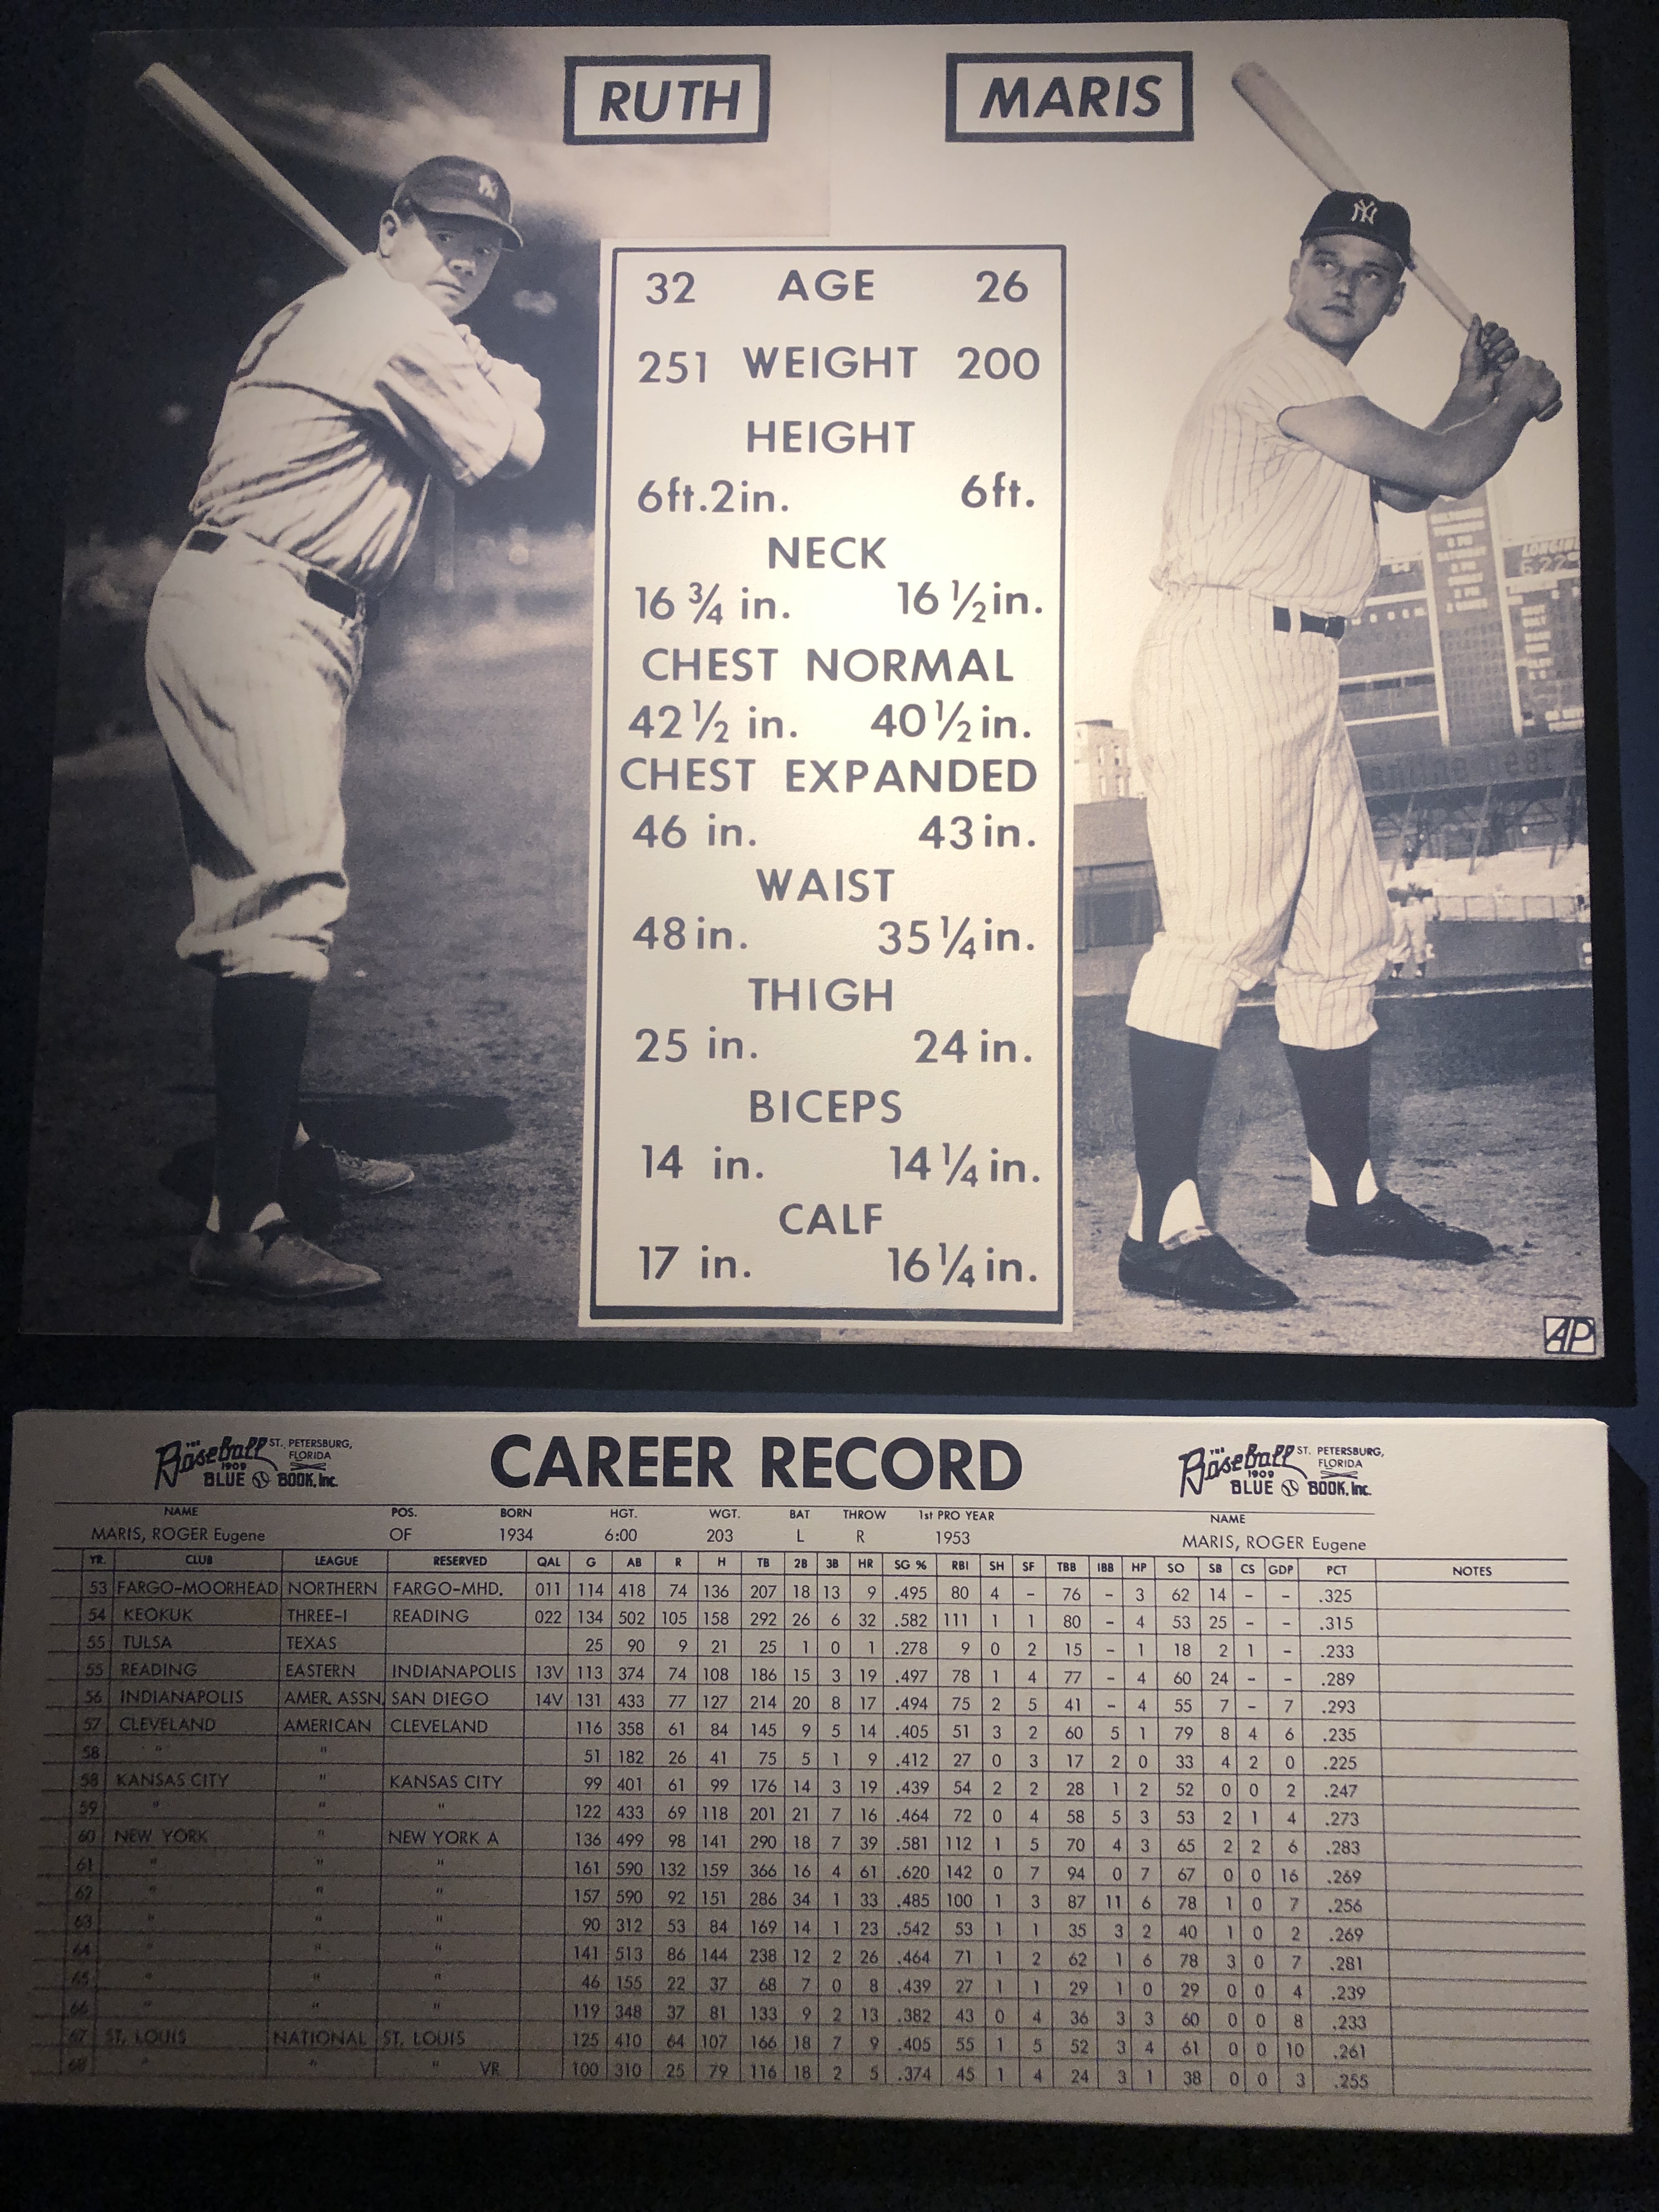 RUTH
MARIS
NY
NY
3
32 AGE 26
251 WEIGHT 200
HEIGHT
6ft.2in. 6ft.
NECK
16 ¾ in. 16 ½in.
CHEST NORMAL
42 ½ in. 40 ½in.
CHEST EXPANDED
46 in. 43in.
WAIST
48in. 35 ¼in.
THIGH
25 in. 24in.
BICEPS
14 in. 14 ¼in.
CALF
17 in. 16 ¼in.
AP
THE Baseball 1909 BLUE BOOK, Inc.
ST. PETERSBURG, FLORIDA
CAREER RECORD
THE Baseball 1909 BLUE BOOK, Inc.
ST. PETERSBURG, FLORIDA
NAME POS. BORN HGT. WGT. BAT THROW 1st PRO YEAR NAME
MARIS, ROGER Eugene OF 1934 6:00 203 L R 1953 MARIS, ROGER Eugene
YR. CLUB LEAGUE RESERVED QAL G AB R H TB 2B 3B HR SG % RBI SH SF TBB IBB HP SO SB CS GDP PCT NOTES
53 FARGO-MOORHEAD NORTHERN FARGO-MHD. 011 114 418 74 136 207 18 13 9 .495 80 4 - 76 - 3 62 14 - - .325
54 KEOKUK THREE-I READING 022 134 502 105 158 292 26 6 32 .582 111 1 1 80 - 4 53 25 - - .315
55 TULSA TEXAS 25 90 9 21 25 1 0 1 .278 9 0 2 15 - 1 18 2 1 - .233
55 READING EASTERN INDIANAPOLIS 13V 113 374 74 108 186 15 3 19 .497 78 1 4 77 - 4 60 24 - - .289
56 INDIANAPOLIS AMER. ASSN. SAN DIEGO 14V 131 433 77 127 214 20 8 17 .494 75 2 5 41 - 4 55 7 - 7 .293
57 CLEVELAND AMERICAN CLEVELAND 116 358 61 84 145 9 5 14 .405 51 3 2 60 5 1 79 8 4 6 .235
58 " " 51 182 26 41 75 5 1 9 .412 27 0 3 17 2 0 33 4 2 0 .225
58 KANSAS CITY " KANSAS CITY 99 401 61 99 176 14 3 19 .439 54 2 2 28 1 2 52 0 0 2 .247
59 " " " 122 433 69 118 201 21 7 16 .464 72 0 4 58 5 3 53 2 1 4 .273
60 NEW YORK " NEW YORK A 136 499 98 141 290 18 7 39 .581 112 1 5 70 4 3 65 2 2 6 .283
61 " " " 161 590 132 159 366 16 4 61 .620 142 0 7 94 0 7 67 0 0 16 .269
62 " " " 157 590 92 151 286 34 1 33 .485 100 1 3 87 11 6 78 1 0 7 .256
63 " " " 90 312 53 84 169 14 1 23 .542 53 1 1 35 3 2 40 1 0 2 .269
64 " " " 141 513 86 144 238 12 2 26 .464 71 1 2 62 1 6 78 3 0 7 .281
65 " " " 46 155 22 37 68 7 0 8 .439 27 1 1 29 1 0 29 0 0 4 .239
66 " " " 119 348 37 81 133 9 2 13 .382 43 0 4 36 3 3 60 0 0 8 .233
67 ST. LOUIS NATIONAL ST. LOUIS 125 410 64 107 166 18 7 9 .405 55 1 5 52 3 4 61 0 0 10 .261
68 " " " VR 100 310 25 79 116 18 2 5 .374 45 1 4 24 3 1 38 0 0 3 .255